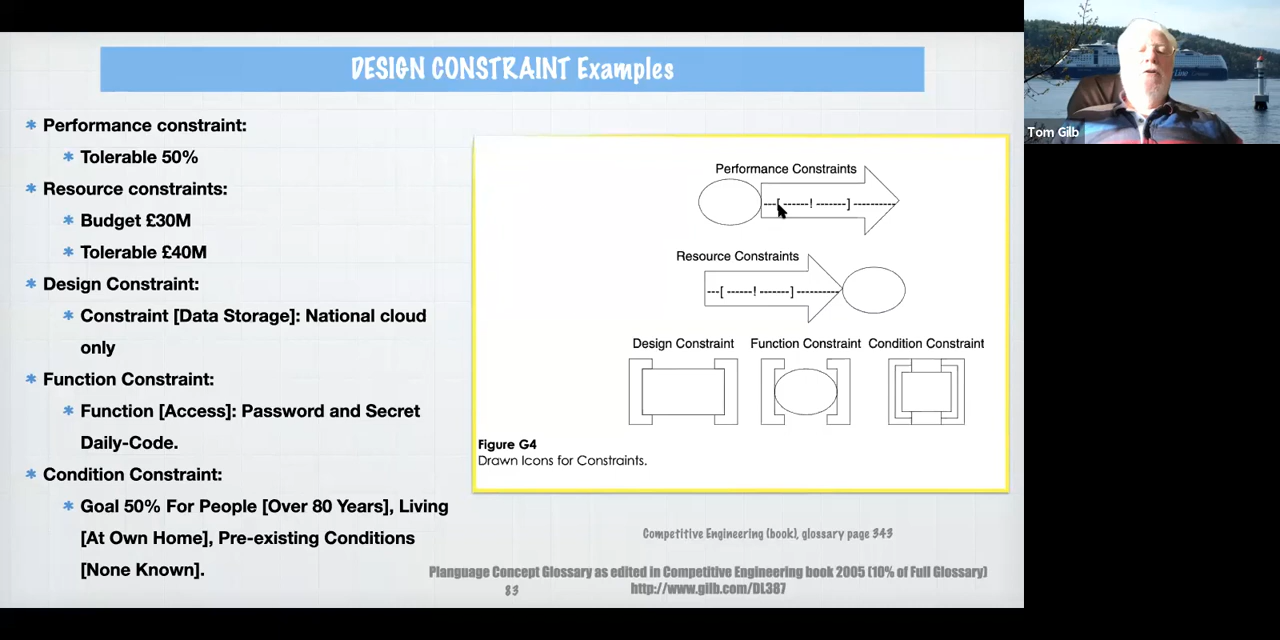 DESIGN CONSTRAINT Examples
* Performance constraint:
* Tolerable 50%
* Resource constraints:
* Budget £30M
* Tolerable £40M
* Design Constraint:
* Constraint [Data Storage]: National cloud
only
* Function Constraint:
* Function [Access]: Password and Secret
Daily-Code.
* Condition Constraint:
* Goal 50% For People [Over 80 Years], Living
[At Own Home], Pre-existing Conditions
[None Known].
Performance Constraints
---[ ------! -------] ----------
Resource Constraints
---[ ------! -------] ----------
Design Constraint Function Constraint Condition Constraint
Figure G4
Drawn Icons for Constraints.
Competitive Engineering (book), glossary page 343
Planguage Concept Glossary as edited in Competitive Engineering book 2005 (10% of Full Glossary)
http://www.gilb.com/DL387
83
Line
Tom Gilb